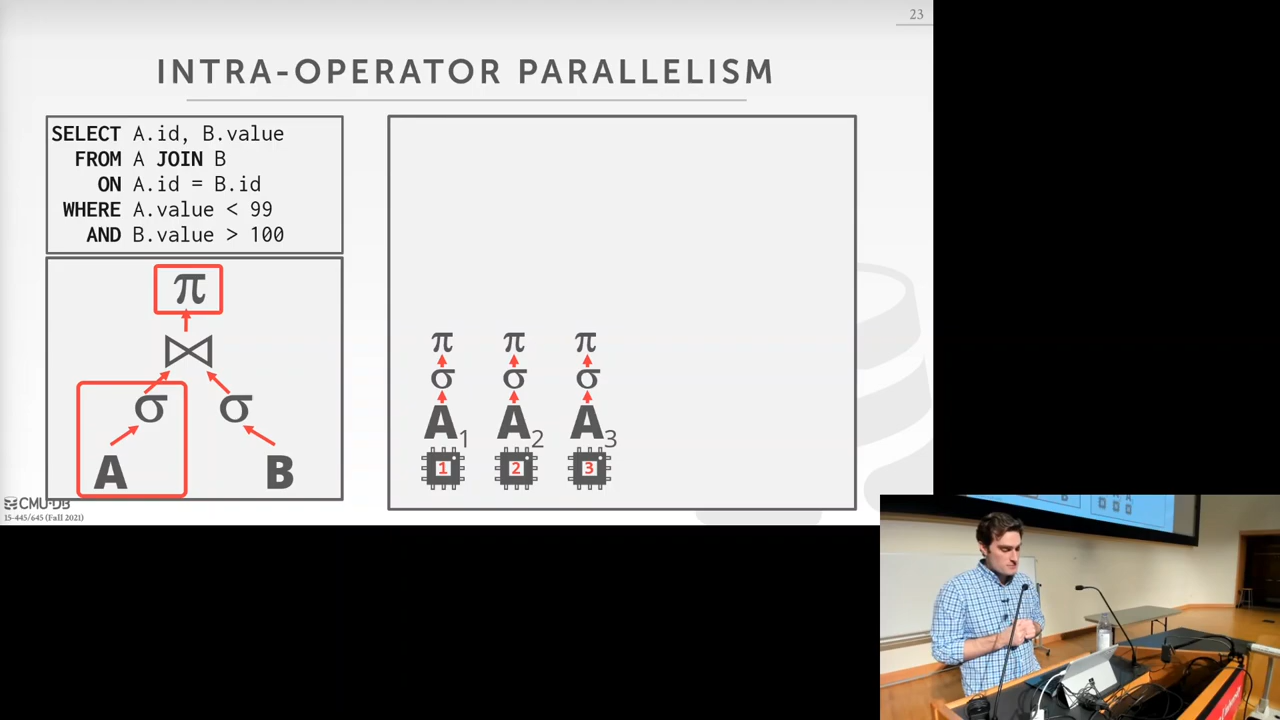 23
INTRA-OPERATOR PARALLELISM
SELECT A.id, B.value
FROM A JOIN B
ON A.id = B.id
WHERE A.value < 99
AND B.value > 100
π
⋈
σ σ
A B
π π π
σ σ σ
A1 A2 A3
1 2 3
CMU·DB
15-445/645 (Fall 2021)